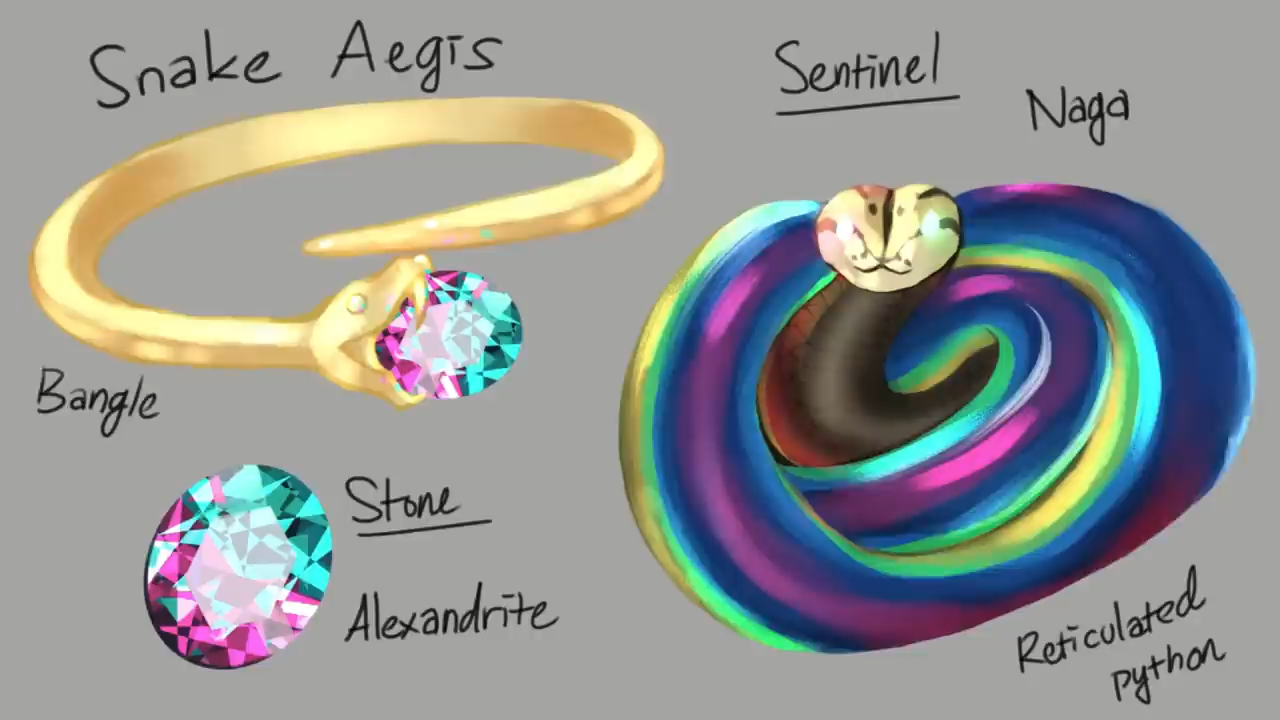 Snake Aegis
Bangle
Stone
Alexandrite
Sentinel
Naga
Reticulated
python